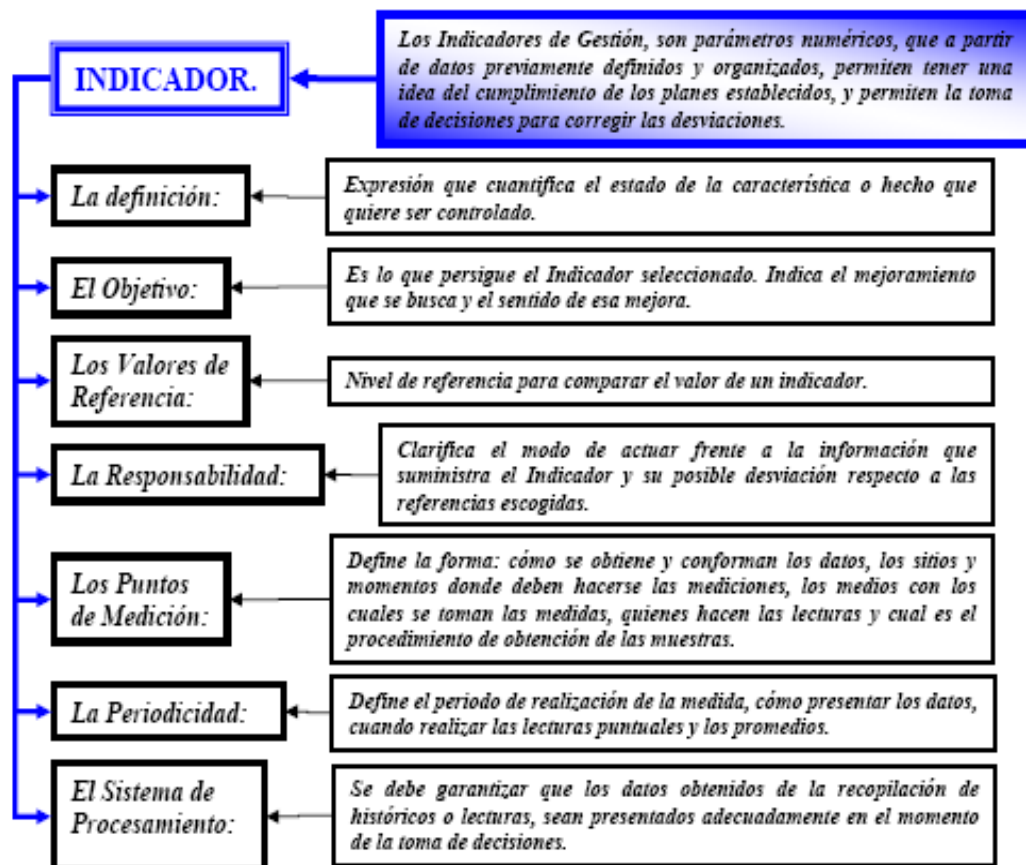 INDICADOR.
Los Indicadores de Gestión, son parámetros numéricos, que a partir
de datos previamente definidos y organizados, permiten tener una
idea del cumplimiento de los planes establecidos, y permiten la toma
de decisiones para corregir las desviaciones.
La definición:
Expresión que cuantifica el estado de la característica o hecho que
quiere ser controlado.
El Objetivo:
Es lo que persigue el Indicador seleccionado. Indica el mejoramiento
que se busca y el sentido de esa mejora.
Los Valores de
Referencia:
Nivel de referencia para comparar el valor de un indicador.
La Responsabilidad:
Clarifica el modo de actuar frente a la información que
suministra el Indicador y su posible desviación respecto a las
referencias escogidas.
Los Puntos
de Medición:
Define la forma: cómo se obtiene y conforman los datos, los sitios y
momentos donde deben hacerse las mediciones, los medios con los
cuales se toman las medidas, quienes hacen las lecturas y cual es el
procedimiento de obtención de las muestras.
La Periodicidad:
Define el periodo de realización de la medida, cómo presentar los datos,
cuando realizar las lecturas puntuales y los promedios.
El Sistema de
Procesamiento:
Se debe garantizar que los datos obtenidos de la recopilación de
históricos o lecturas, sean presentados adecuadamente en el momento
de la toma de decisiones.